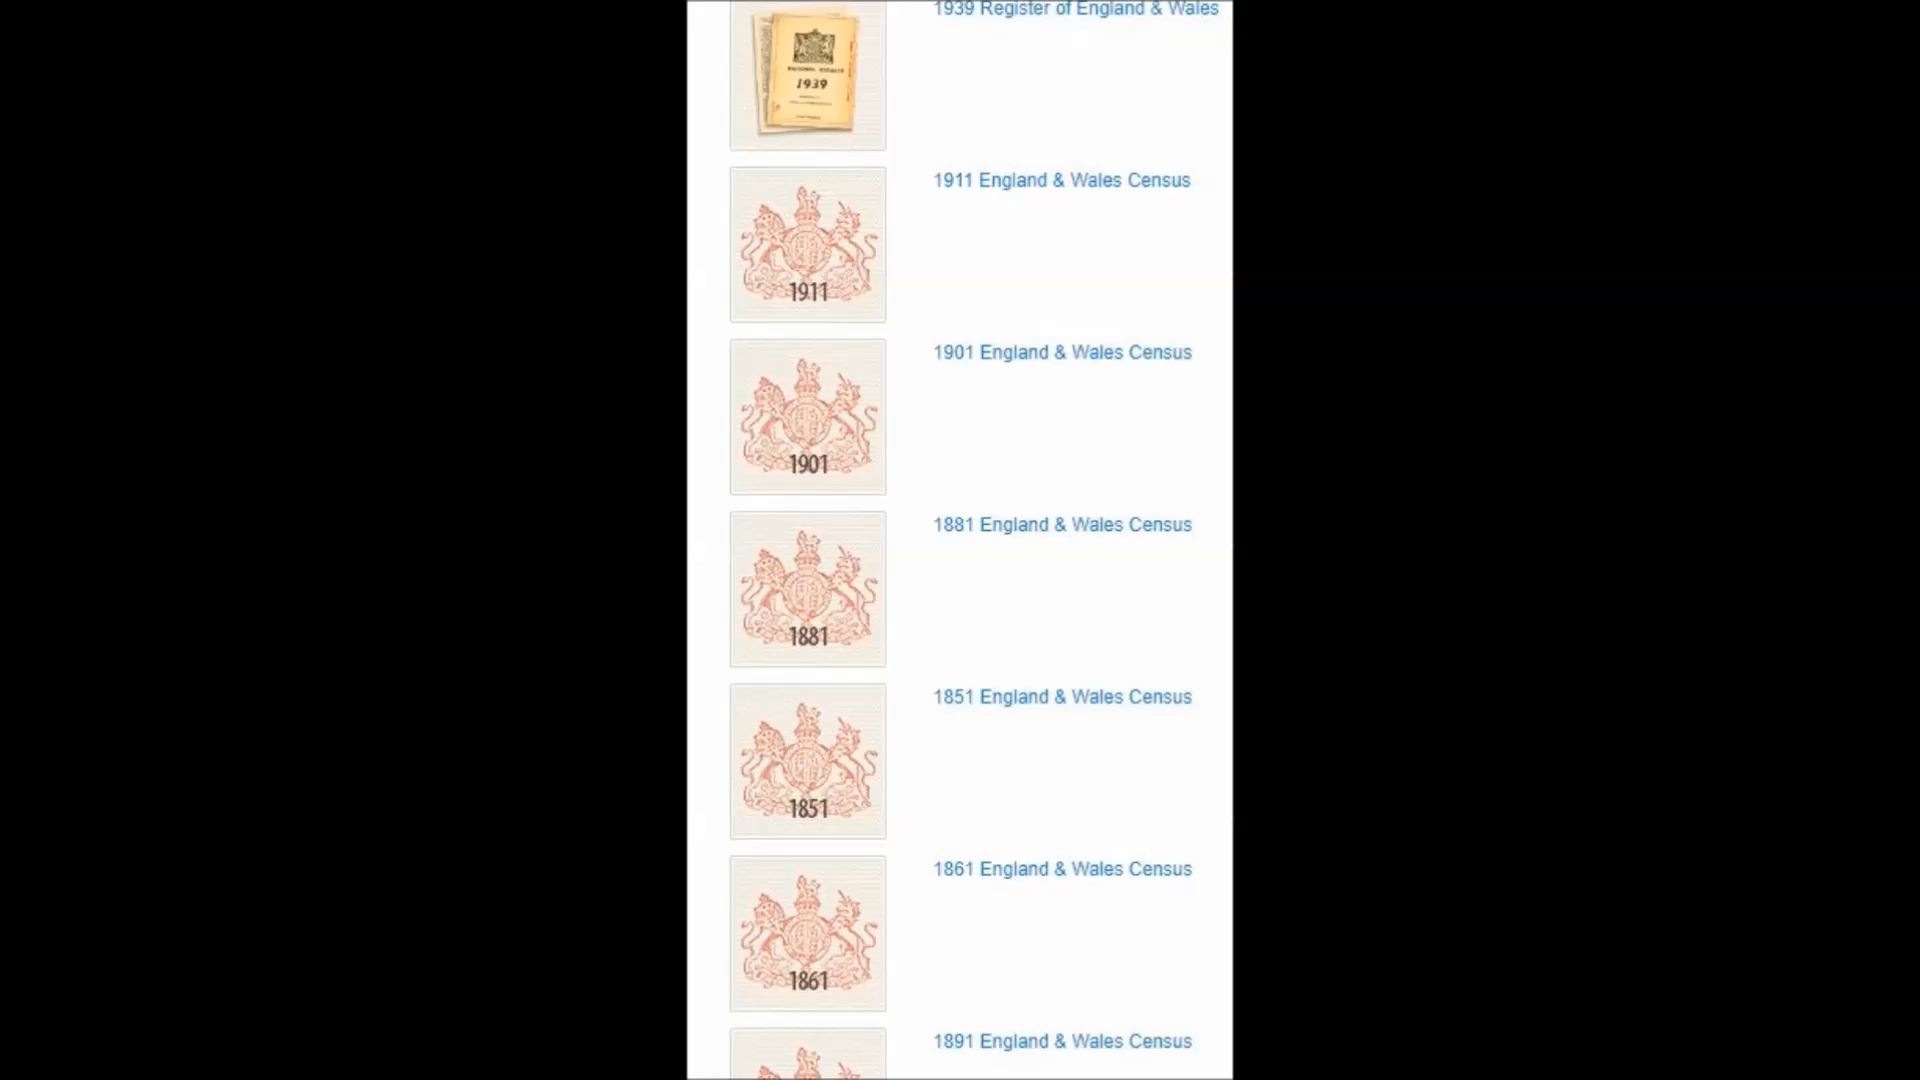 1939 Register of England & Wales
1939
1911 England & Wales Census
1911
1901 England & Wales Census
1901
1881 England & Wales Census
1881
1851 England & Wales Census
1851
1861 England & Wales Census
1861
1891 England & Wales Census